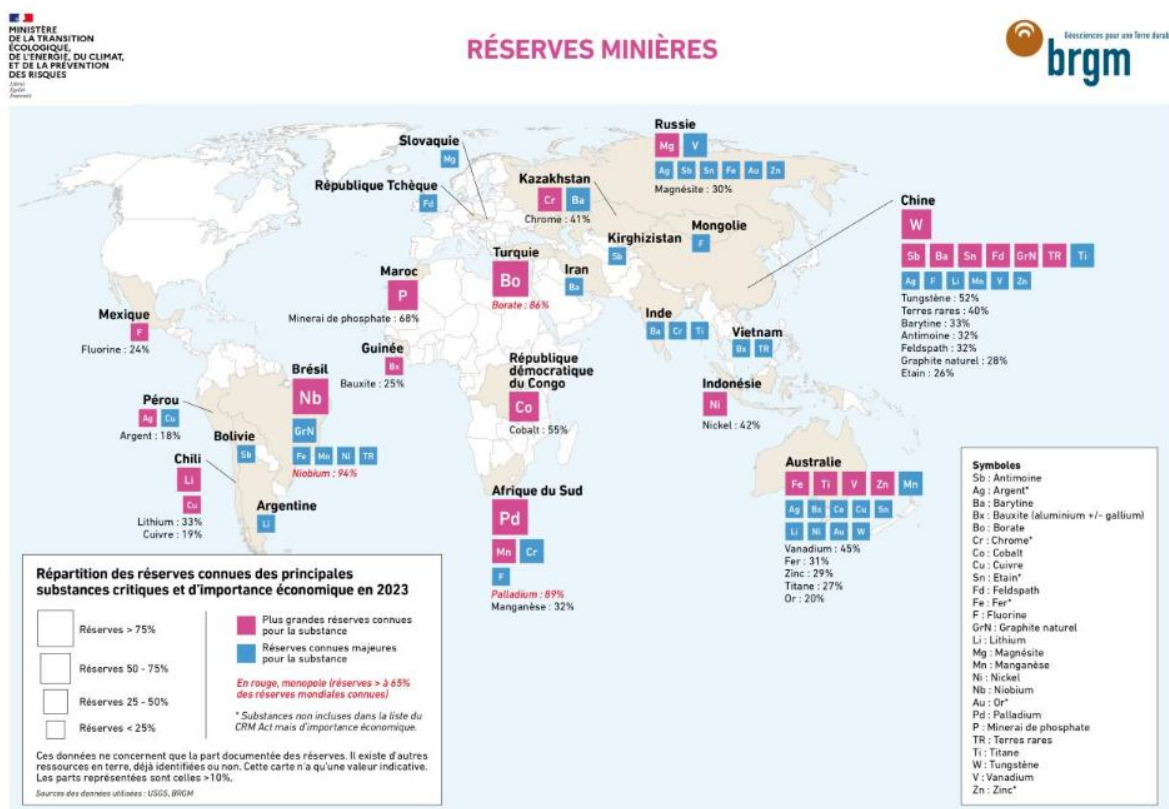 MINISTÈRE
DE LA TRANSITION
ÉCOLOGIQUE,
DE L'ENERGIE, DU CLIMAT,
ET DE LA PRÉVENTION
DES RISQUES
Liberté
Égalité
Fraternité
RÉSERVES MINIÈRES
Géosciences pour une Terre durable
brgm
Slovaquie
Mg
République Tchèque
Fd
Russie
Mg V
Ag Sb Sn Fe Au Zn
Magnésite : 30%
Kazakhstan
Cr Ba
Chrome : 41%
Kirghizistan
Sb
Mongolie
F
Chine
W
Sb Ba Sn Fd GrN TR Ti
Ag F Li Mn V Zn
Tungstène : 52%
Terres rares : 40%
Barytine : 33%
Antimoine : 32%
Feldspath : 32%
Graphite naturel : 28%
Etain : 26%
Turquie
Bo
Borate : 86%
Iran
Ba
Maroc
P
Minerai de phosphate : 68%
Inde
Ba Cr Ti
Vietnam
Bx TR
Mexique
F
Fluorine : 24%
Guinée
Bx
Bauxite : 25%
République
démocratique
du Congo
Co
Cobalt : 55%
Indonésie
Ni
Nickel : 42%
Brésil
Nb
GrN
Fe Mn Ni TR
Niobium : 94%
Pérou
Ag Cu
Argent : 18%
Bolivie
Sb
Chili
Li
Cu
Lithium : 33%
Cuivre : 19%
Argentine
Li
Afrique du Sud
Pd
Mn Cr
F
Palladium : 89%
Manganèse : 32%
Australie
Fe Ti V Zn Mn
Ag Bx Co Cu Sn
Li Ni Au W
Vanadium : 45%
Fer : 31%
Zinc : 29%
Titane : 27%
Or : 20%
Répartition des réserves connues des principales
substances critiques et d'importance économique en 2023
Réserves > 75%
Réserves 50 - 75%
Réserves 25 - 50%
Réserves < 25%
Plus grandes réserves connues
pour la substance
Réserves connues majeures
pour la substance
En rouge, monopole (réserves > à 65%
des réserves mondiales connues)
* Substances non incluses dans la liste du
CRM Act mais d'importance économique.
Ces données ne concernent que la part documentée des réserves. Il existe d'autres
ressources en terre, déjà identifiées ou non. Cette carte n'a qu'une valeur indicative.
Les parts représentées sont celles >10%.
Sources des données utilisées : USGS, BRGM
Symboles
Sb : Antimoine
Ag : Argent*
Ba : Barytine
Bx : Bauxite (aluminium +/- gallium)
Bo : Borate
Cr : Chrome*
Co : Cobalt
Cu : Cuivre
Sn : Etain*
Fd : Feldspath
Fe : Fer*
F : Fluorine
GrN : Graphite naturel
Li : Lithium
Mg : Magnésite
Mn : Manganèse
Ni : Nickel
Nb : Niobium
Au : Or*
Pd : Palladium
P : Minerai de phosphate
TR : Terres rares
Ti : Titane
W : Tungstène
V : Vanadium
Zn : Zinc*